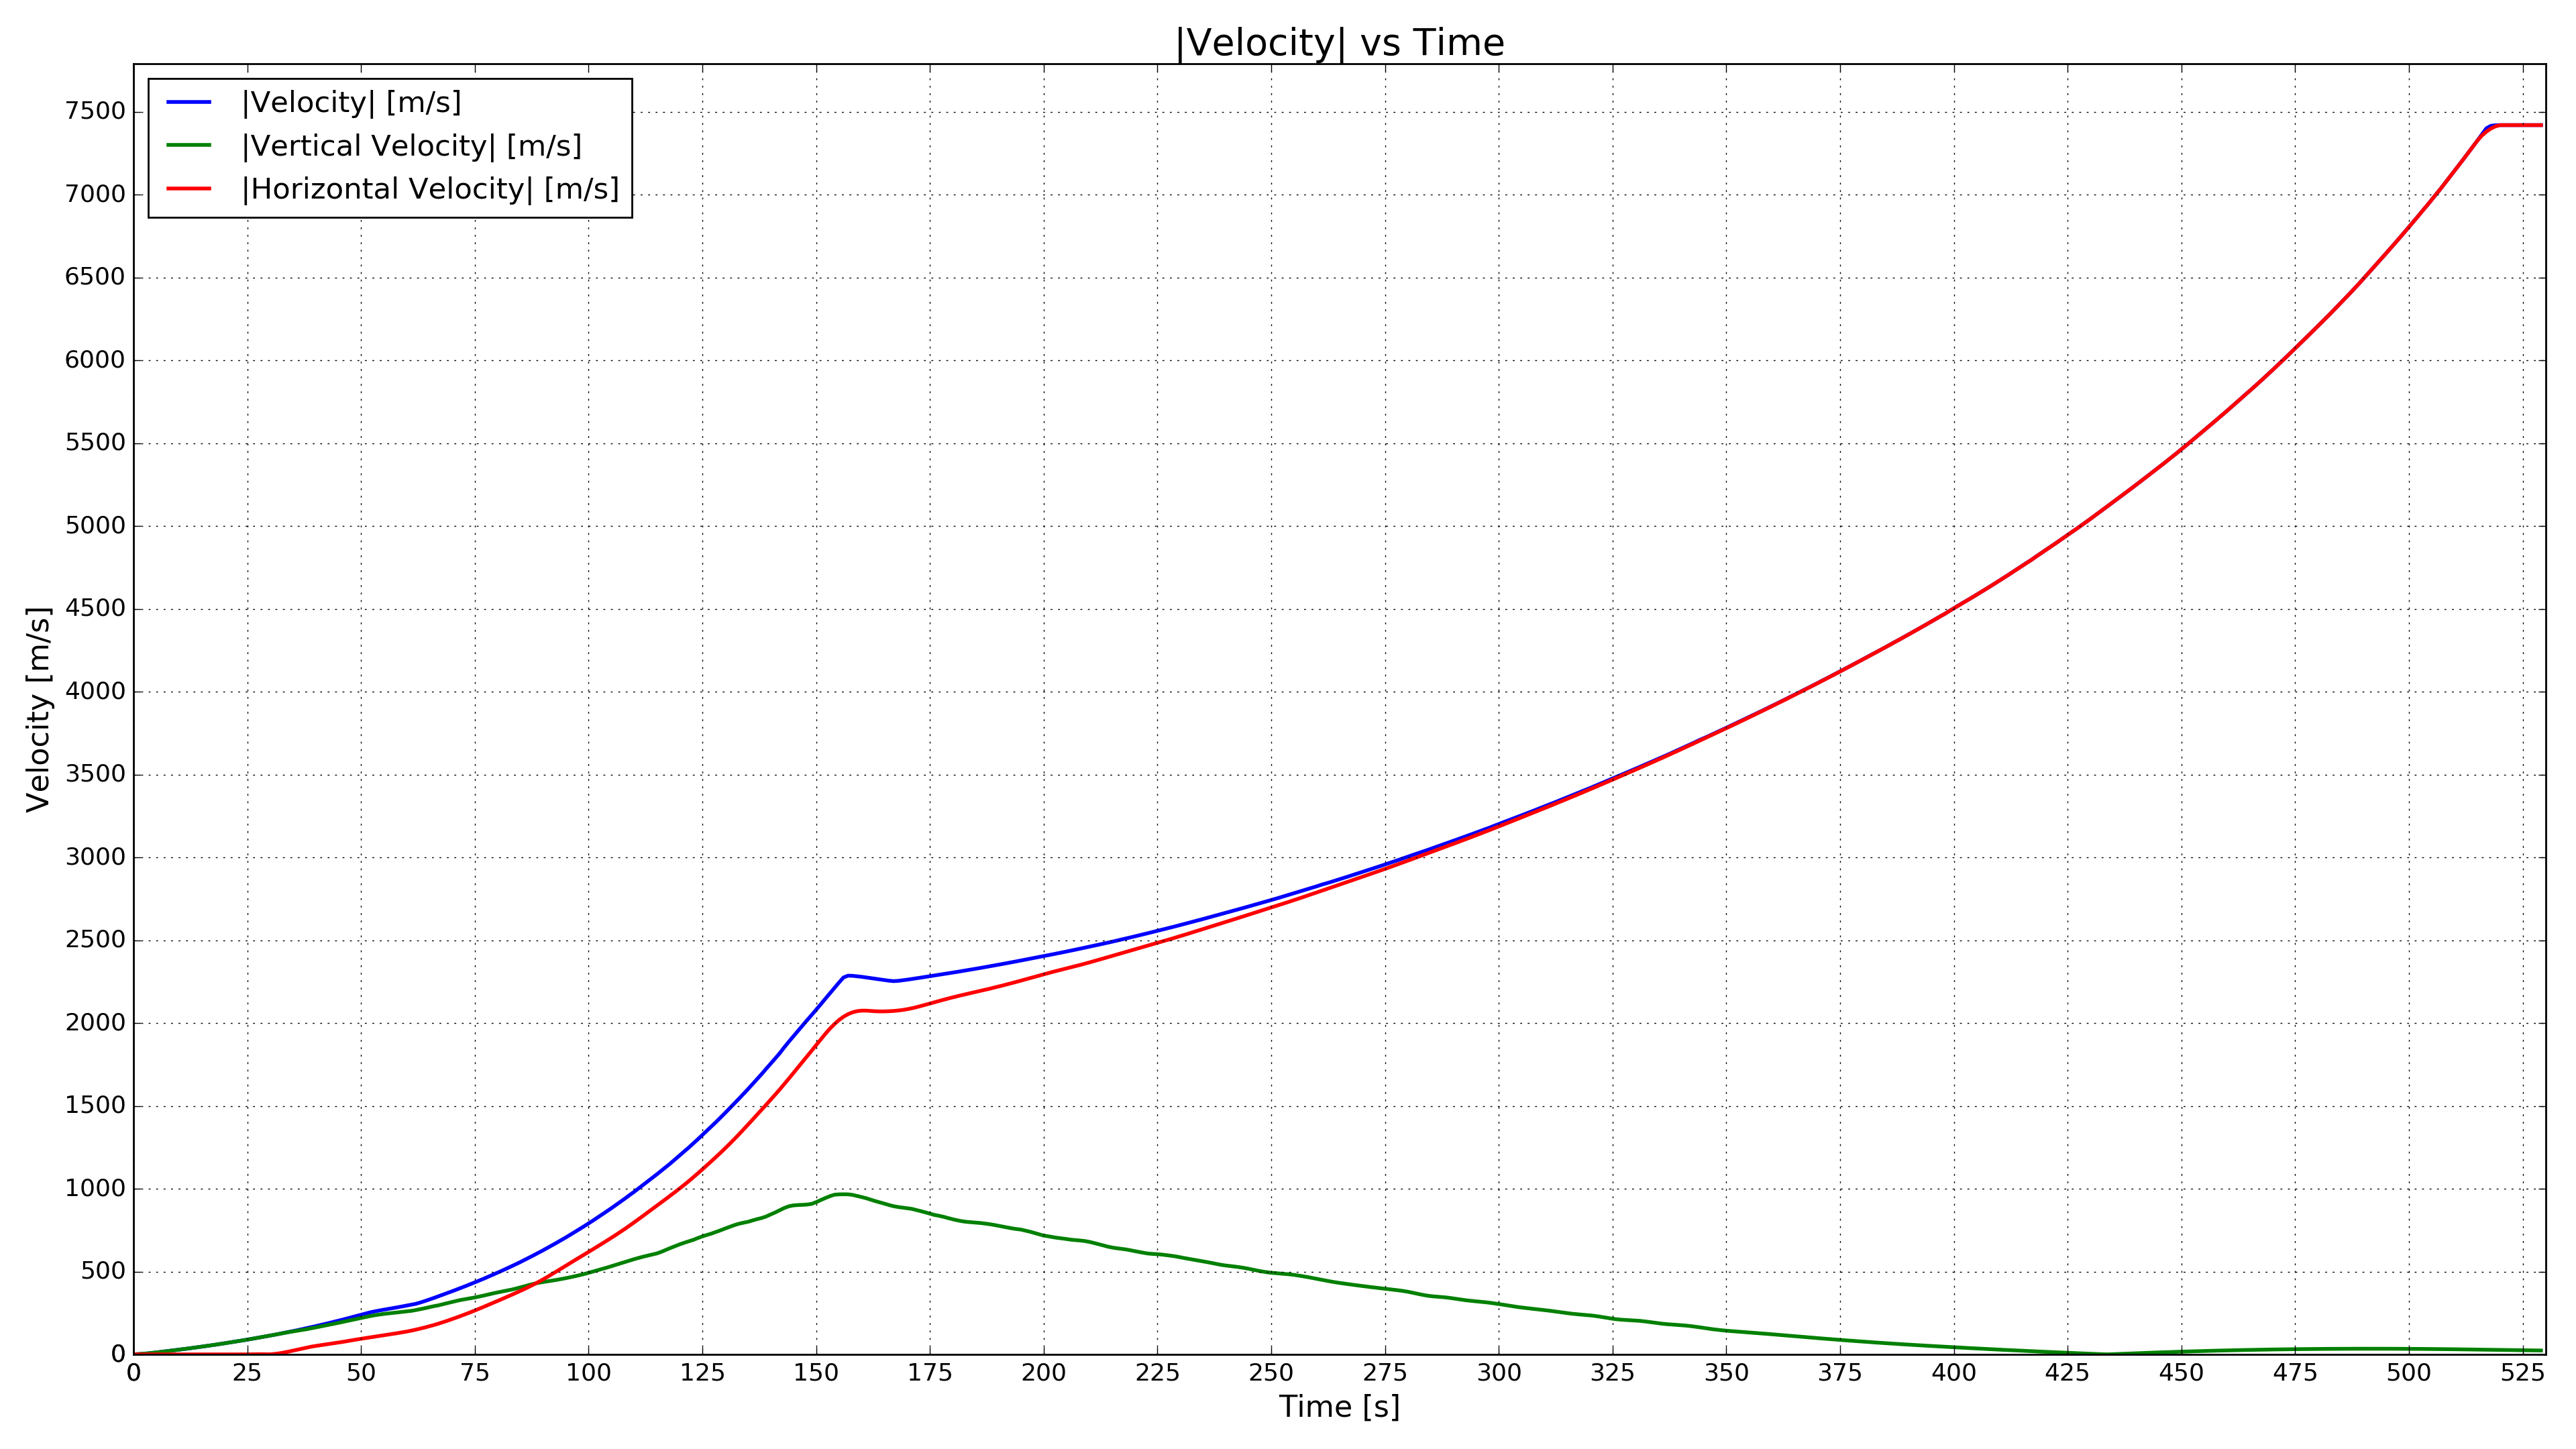 |Velocity| vs Time
|Velocity| [m/s]
|Vertical Velocity| [m/s]
|Horizontal Velocity| [m/s]
7500
7000
6500
6000
5500
5000
4500
4000
3500
3000
2500
2000
1500
1000
500
0
Velocity [m/s]
0 25 50 75 100 125 150 175 200 225 250 275 300 325 350 375 400 425 450 475 500 525
Time [s]